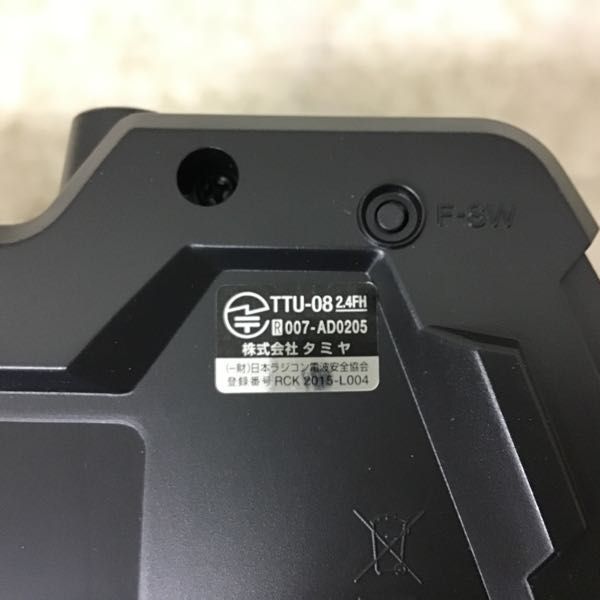 F-SW
TTU-08 2.4FH
R 007-AD0205
株式会社 タミヤ
(一財)日本ラジコン電波安全協会
登録番号 RCK 2015-L004